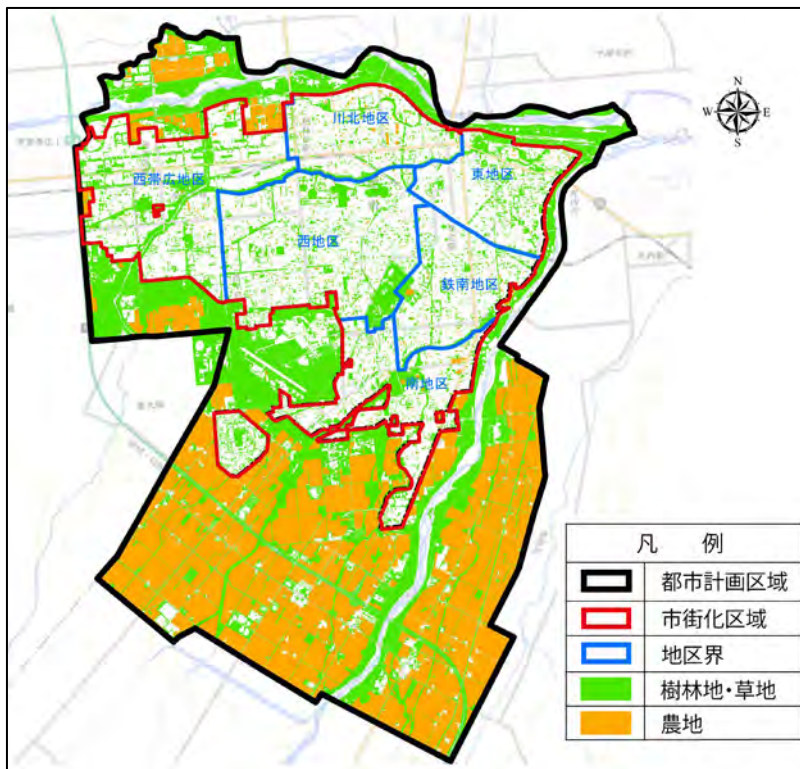 N
W E
S
川北地区
西帯広地区
東地区
西地区
鉄南地区
南地区
凡 例
都市計画区域
市街化区域
地区界
樹林地・草地
農地